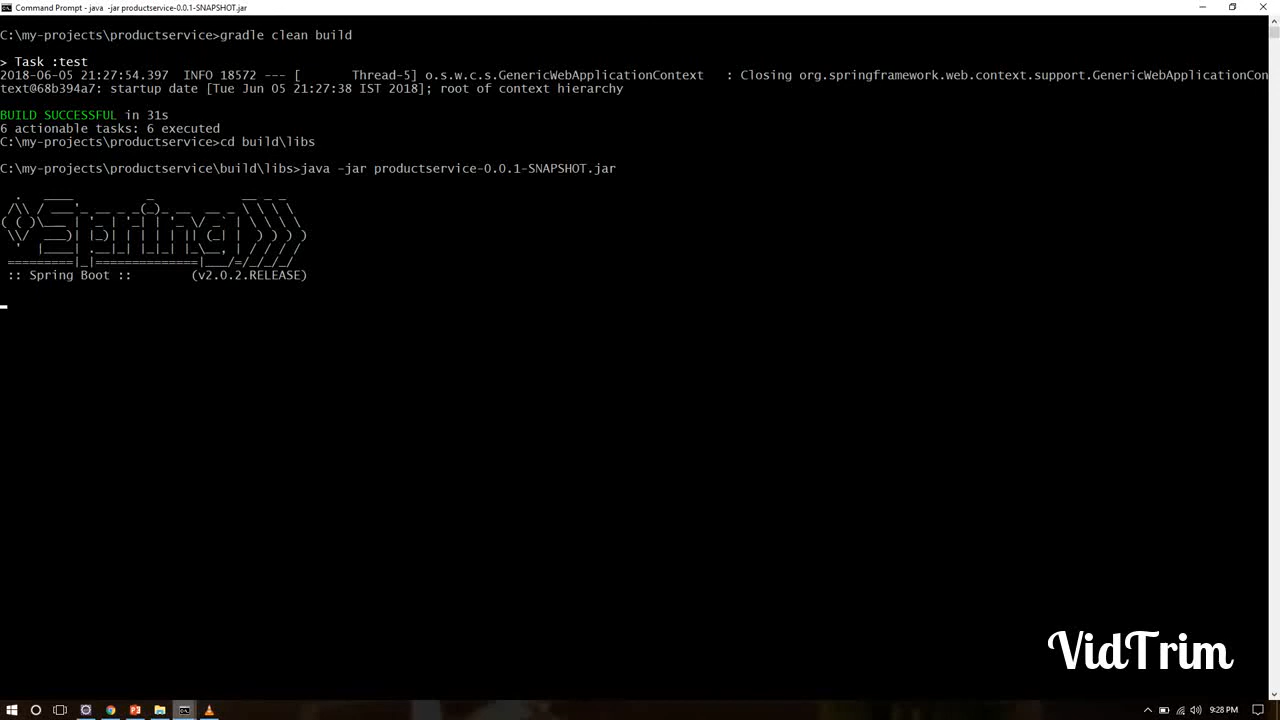 Command Prompt - java -jar productservice-0.0.1-SNAPSHOT.jar
C:\my-projects\productservice>gradle clean build
> Task :test
2018-06-05 21:27:54.397  INFO 18572 --- [       Thread-5] o.s.w.c.s.GenericWebApplicationContext   : Closing org.springframework.web.context.support.GenericWebApplicationCon
text@68b394a7: startup date [Tue Jun 05 21:27:38 IST 2018]; root of context hierarchy
BUILD SUCCESSFUL in 31s
6 actionable tasks: 6 executed
C:\my-projects\productservice>cd build\libs
C:\my-projects\productservice\build\libs>java -jar productservice-0.0.1-SNAPSHOT.jar
Spring
:: Spring Boot ::        (v2.0.2.RELEASE)
VidTrim
9:28 PM